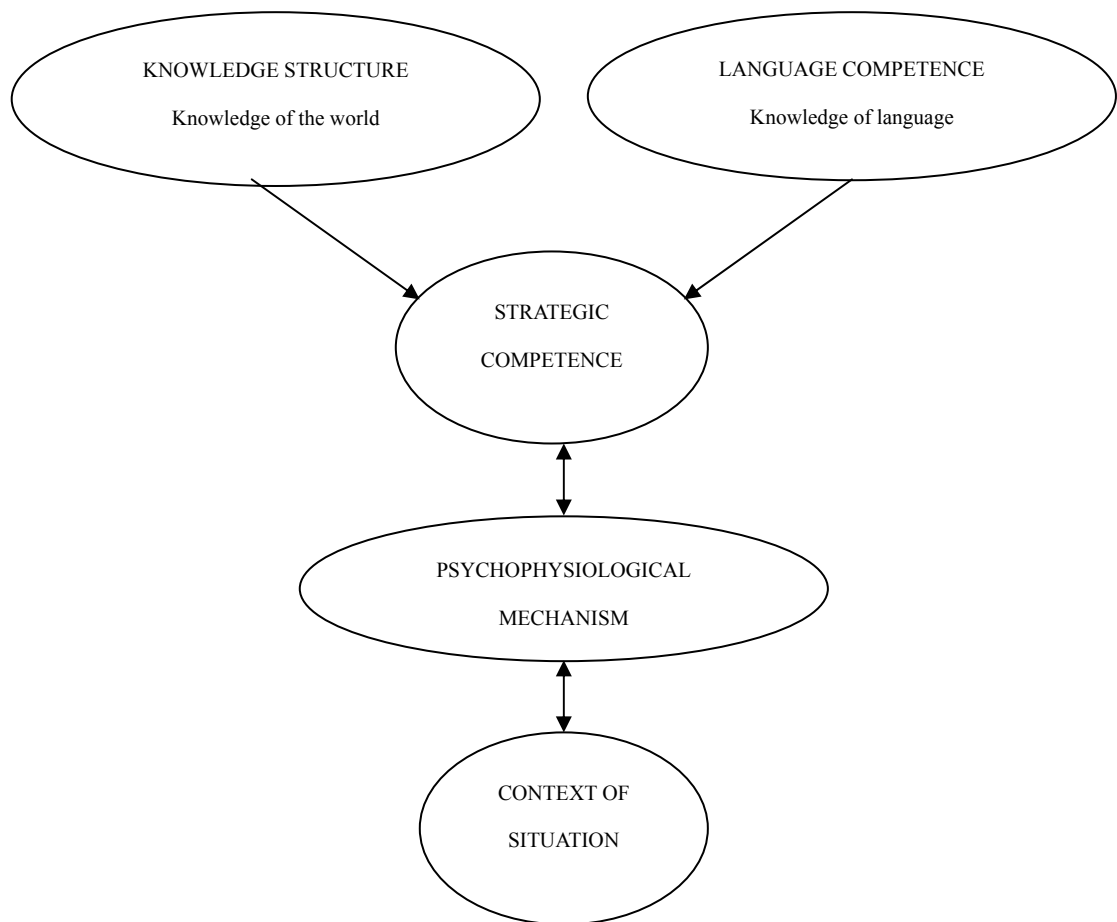 KNOWLEDGE STRUCTURE
Knowledge of the world
LANGUAGE COMPETENCE
Knowledge of language
STRATEGIC
COMPETENCE
PSYCHOPHYSIOLOGICAL
MECHANISM
CONTEXT OF
SITUATION